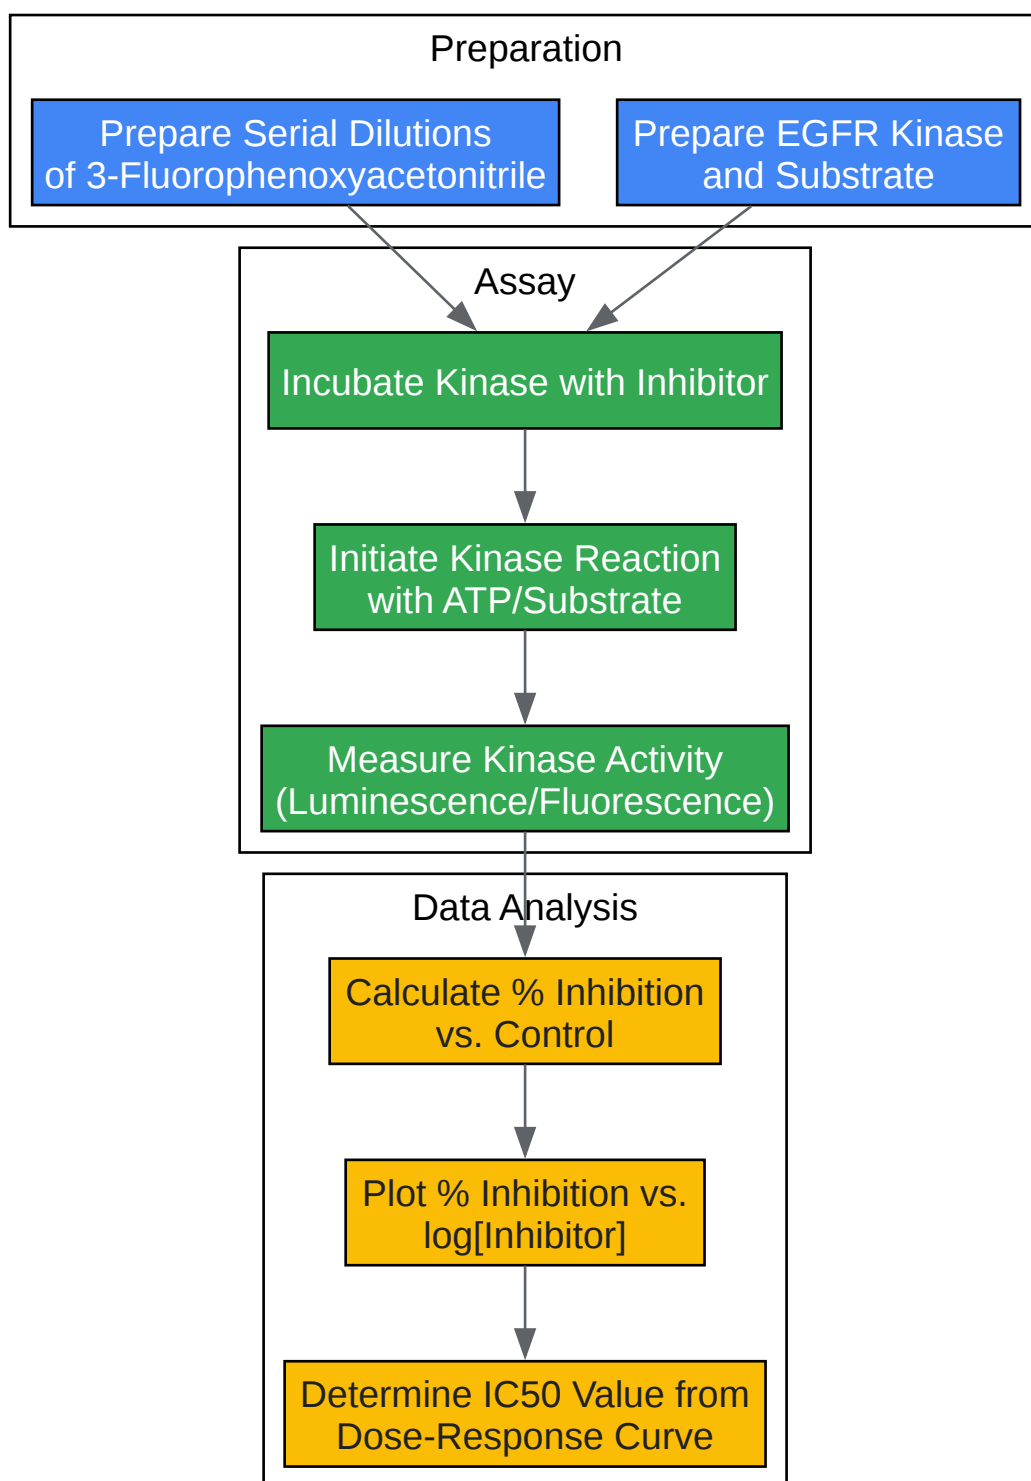 Preparation
Prepare Serial Dilutions
of 3-Fluorophenoxyacetonitrile
Prepare EGFR Kinase
and Substrate
Assay
Incubate Kinase with Inhibitor
Initiate Kinase Reaction
with ATP/Substrate
Measure Kinase Activity
(Luminescence/Fluorescence)
Data Analysis
Calculate % Inhibition
vs. Control
Plot % Inhibition vs.
log[Inhibitor]
Determine IC50 Value from
Dose-Response Curve